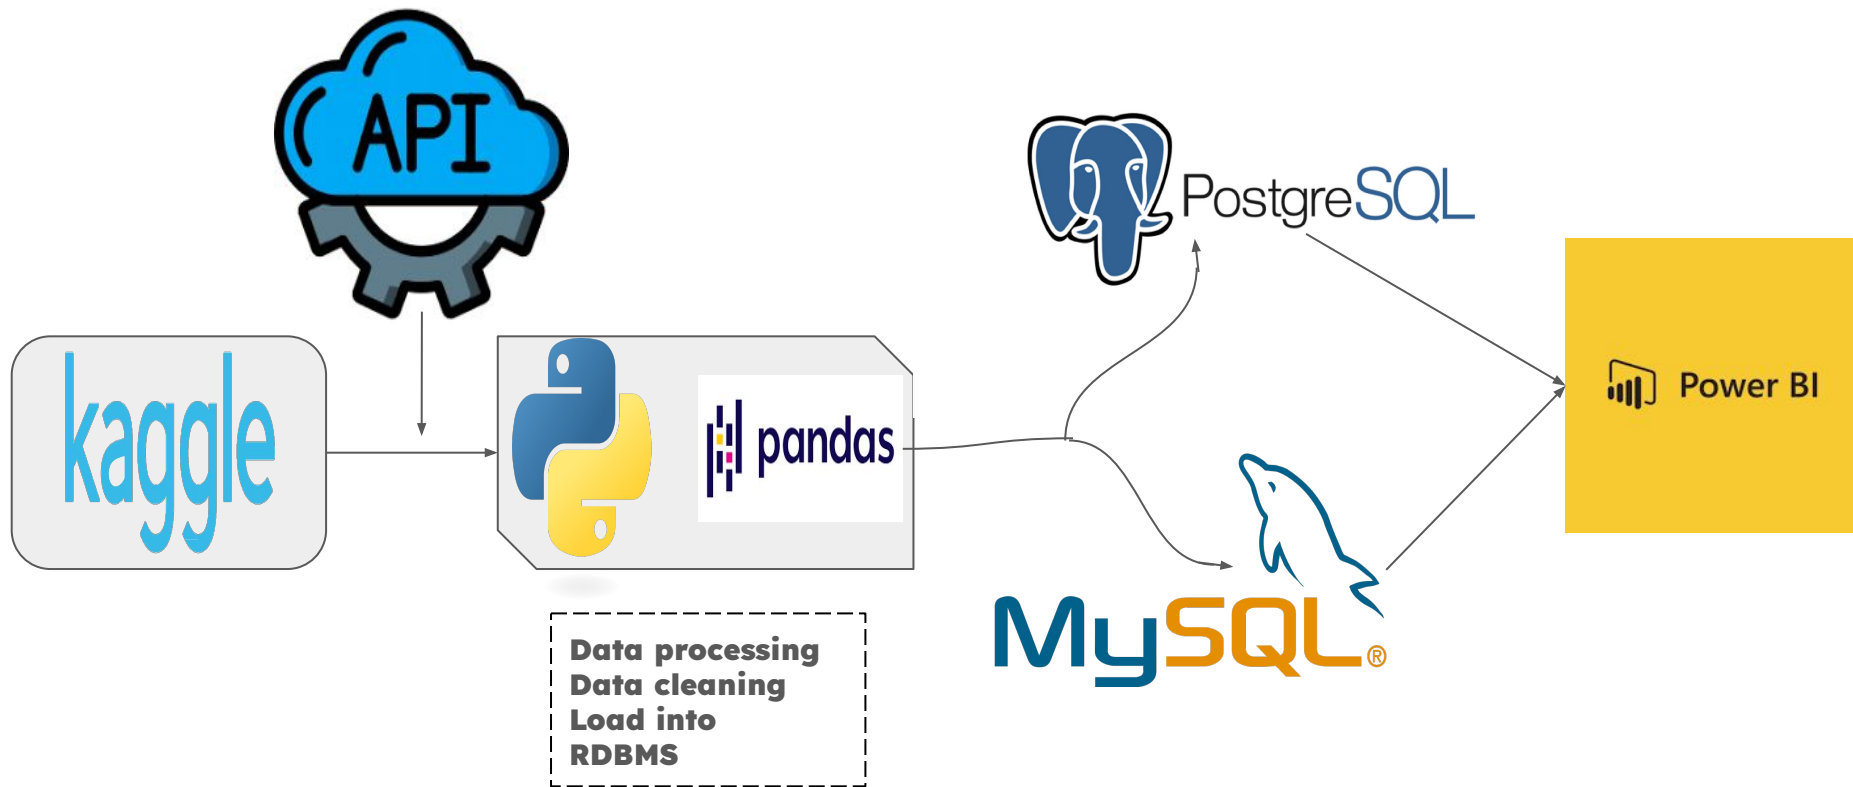 API
kaggle
pandas
PostgreSQL
Power BI
MySQL®
Data processing
Data cleaning
Load into
RDBMS